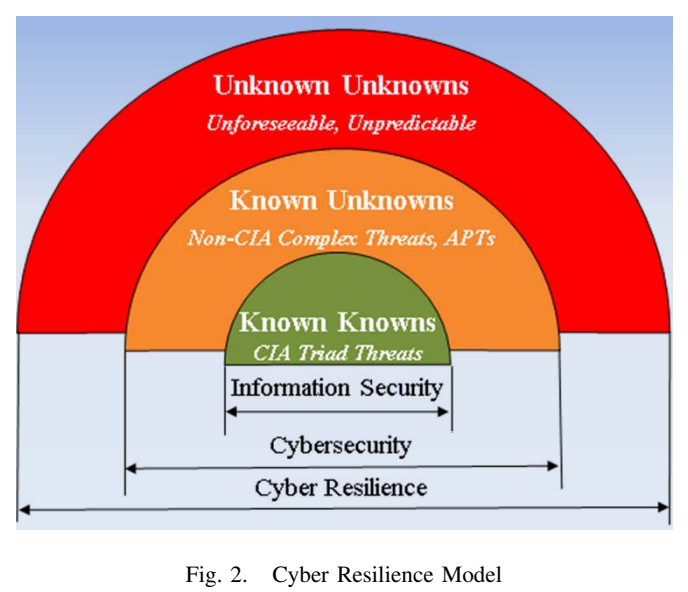 Unknown Unknowns
Unforeseeable, Unpredictable
Known Unknowns
Non-CIA Complex Threats, APTs
Known Knowns
CIA Triad Threats
Information Security
Cybersecurity
Cyber Resilience
Fig. 2. Cyber Resilience Model